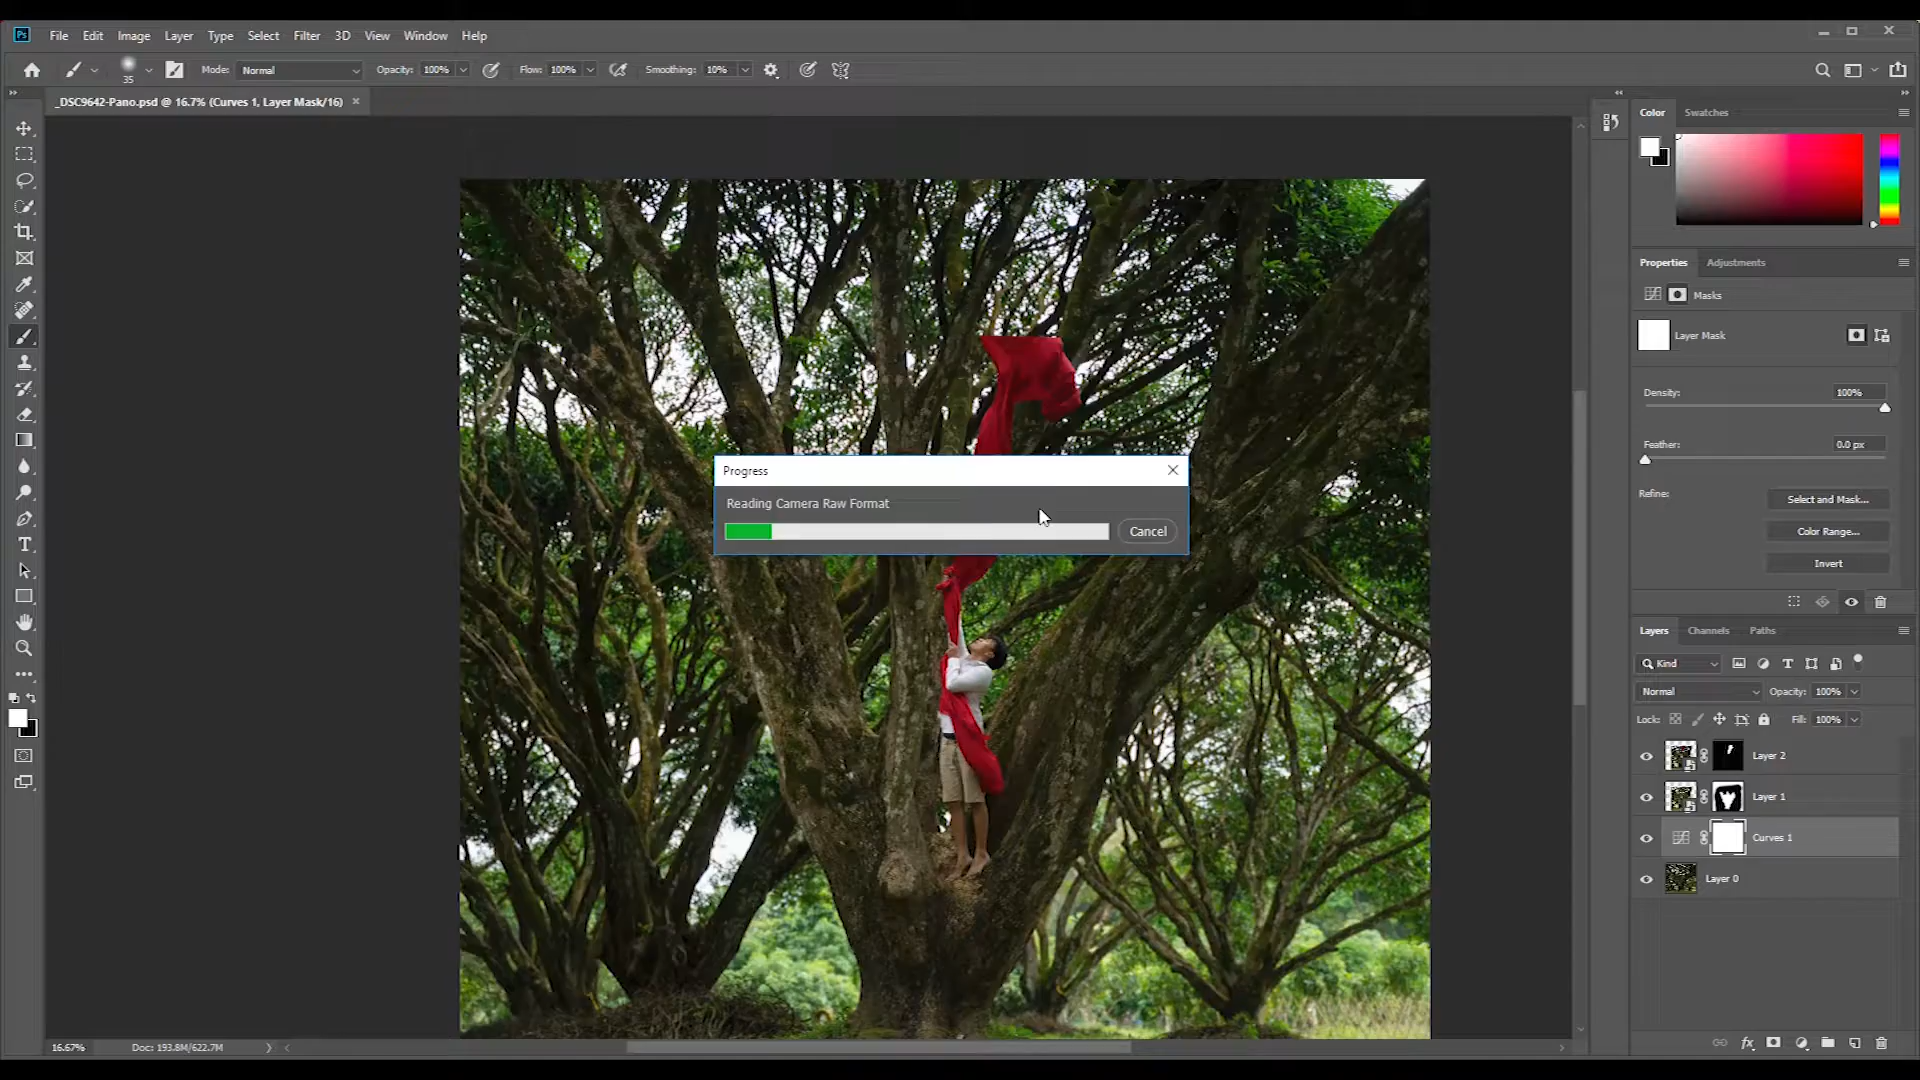 Ps File Edit Image Layer Type Select Filter 3D View Window Help
35 Mode: Normal Opacity: 100% Flow: 100% Smoothing: 10%
_DSC9642-Pano.psd @ 16.7% (Curves 1, Layer Mask/16) ×
Color Swatches
Properties Adjustments
Masks
Layer Mask
Density: 100%
Feather: 0.0 px
Refine: Select and Mask...
Color Range...
Invert
Progress
Reading Camera Raw Format
Cancel
Layers Channels Paths
Kind
Normal Opacity: 100%
Lock: Fill: 100%
Layer 2
Layer 1
Curves 1
Layer 0
fx
16.67% Doc: 193.8M/622.7M